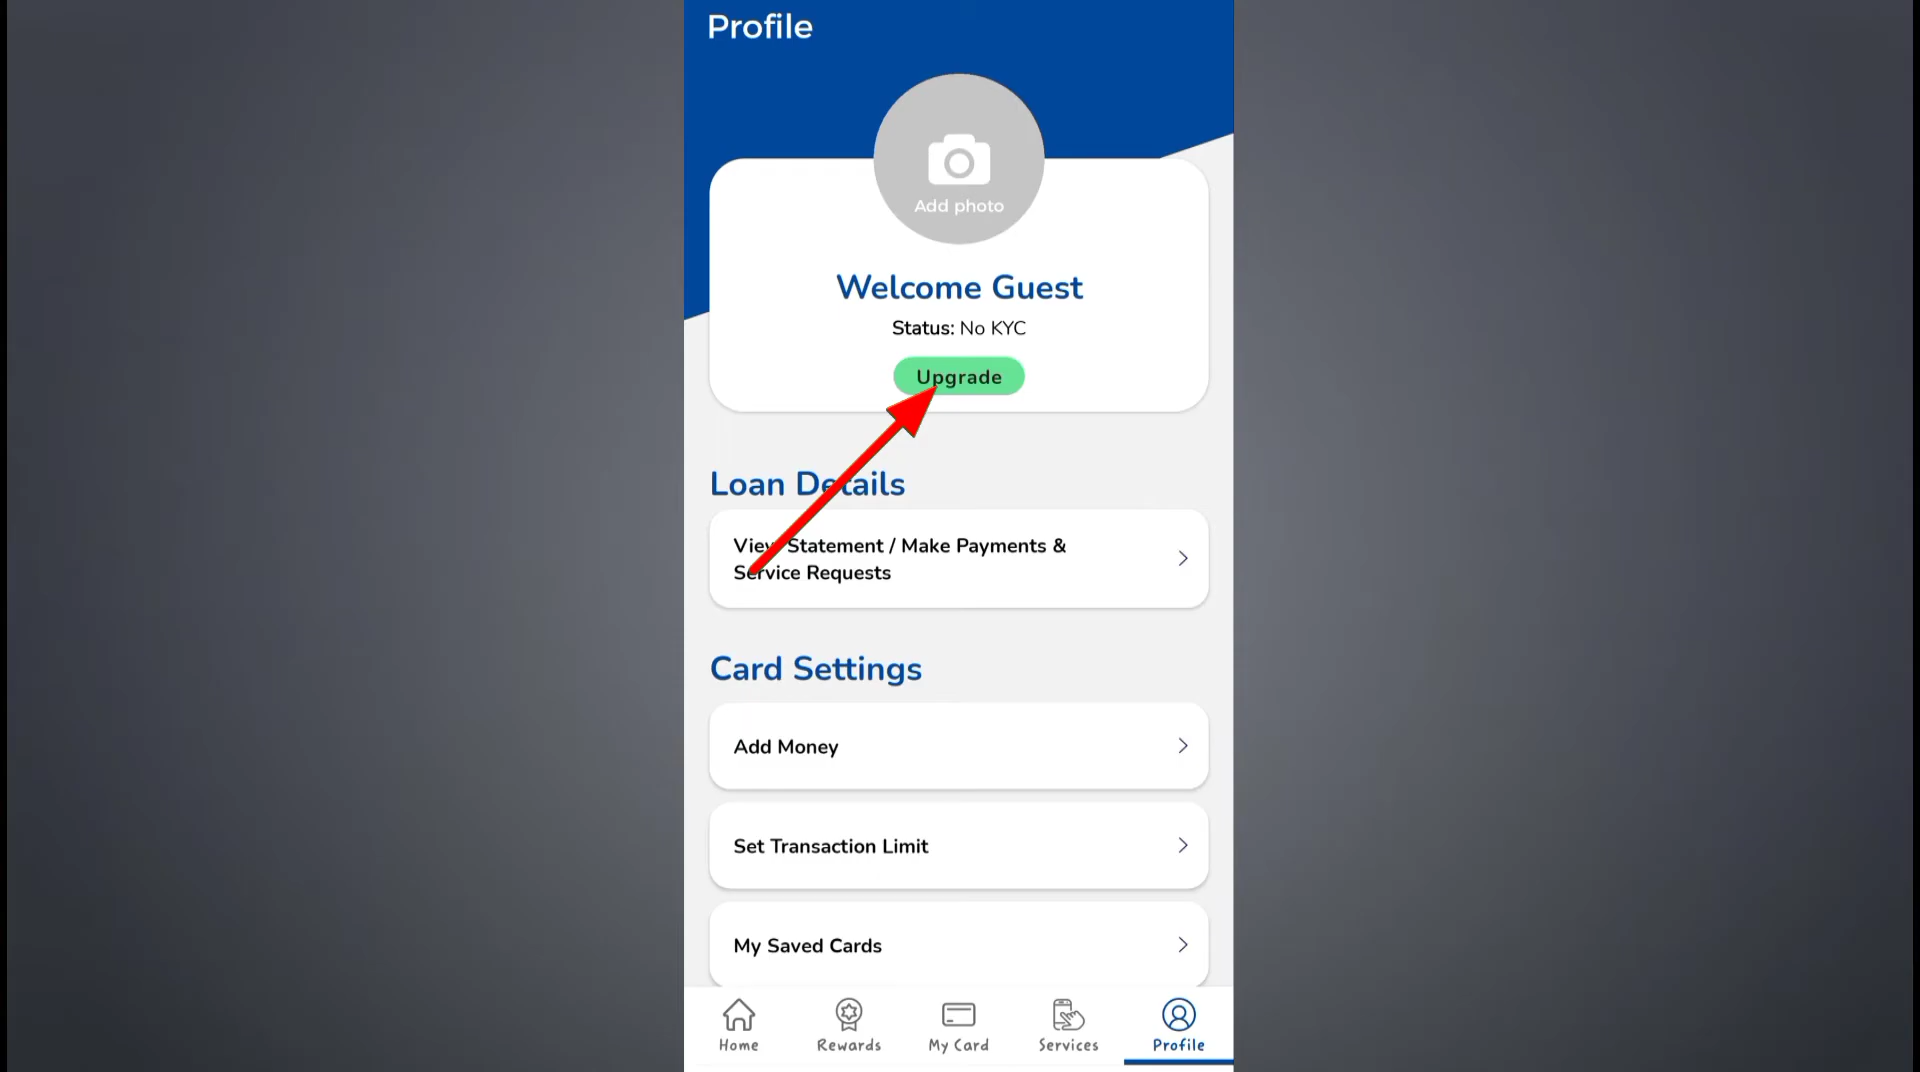 Profile
Add photo
Welcome Guest
Status: No KYC
Upgrade
Loan Details
View Statement / Make Payments &
Service Requests
Card Settings
Add Money
Set Transaction Limit
My Saved Cards
Home
Rewards
My Card
Services
Profile